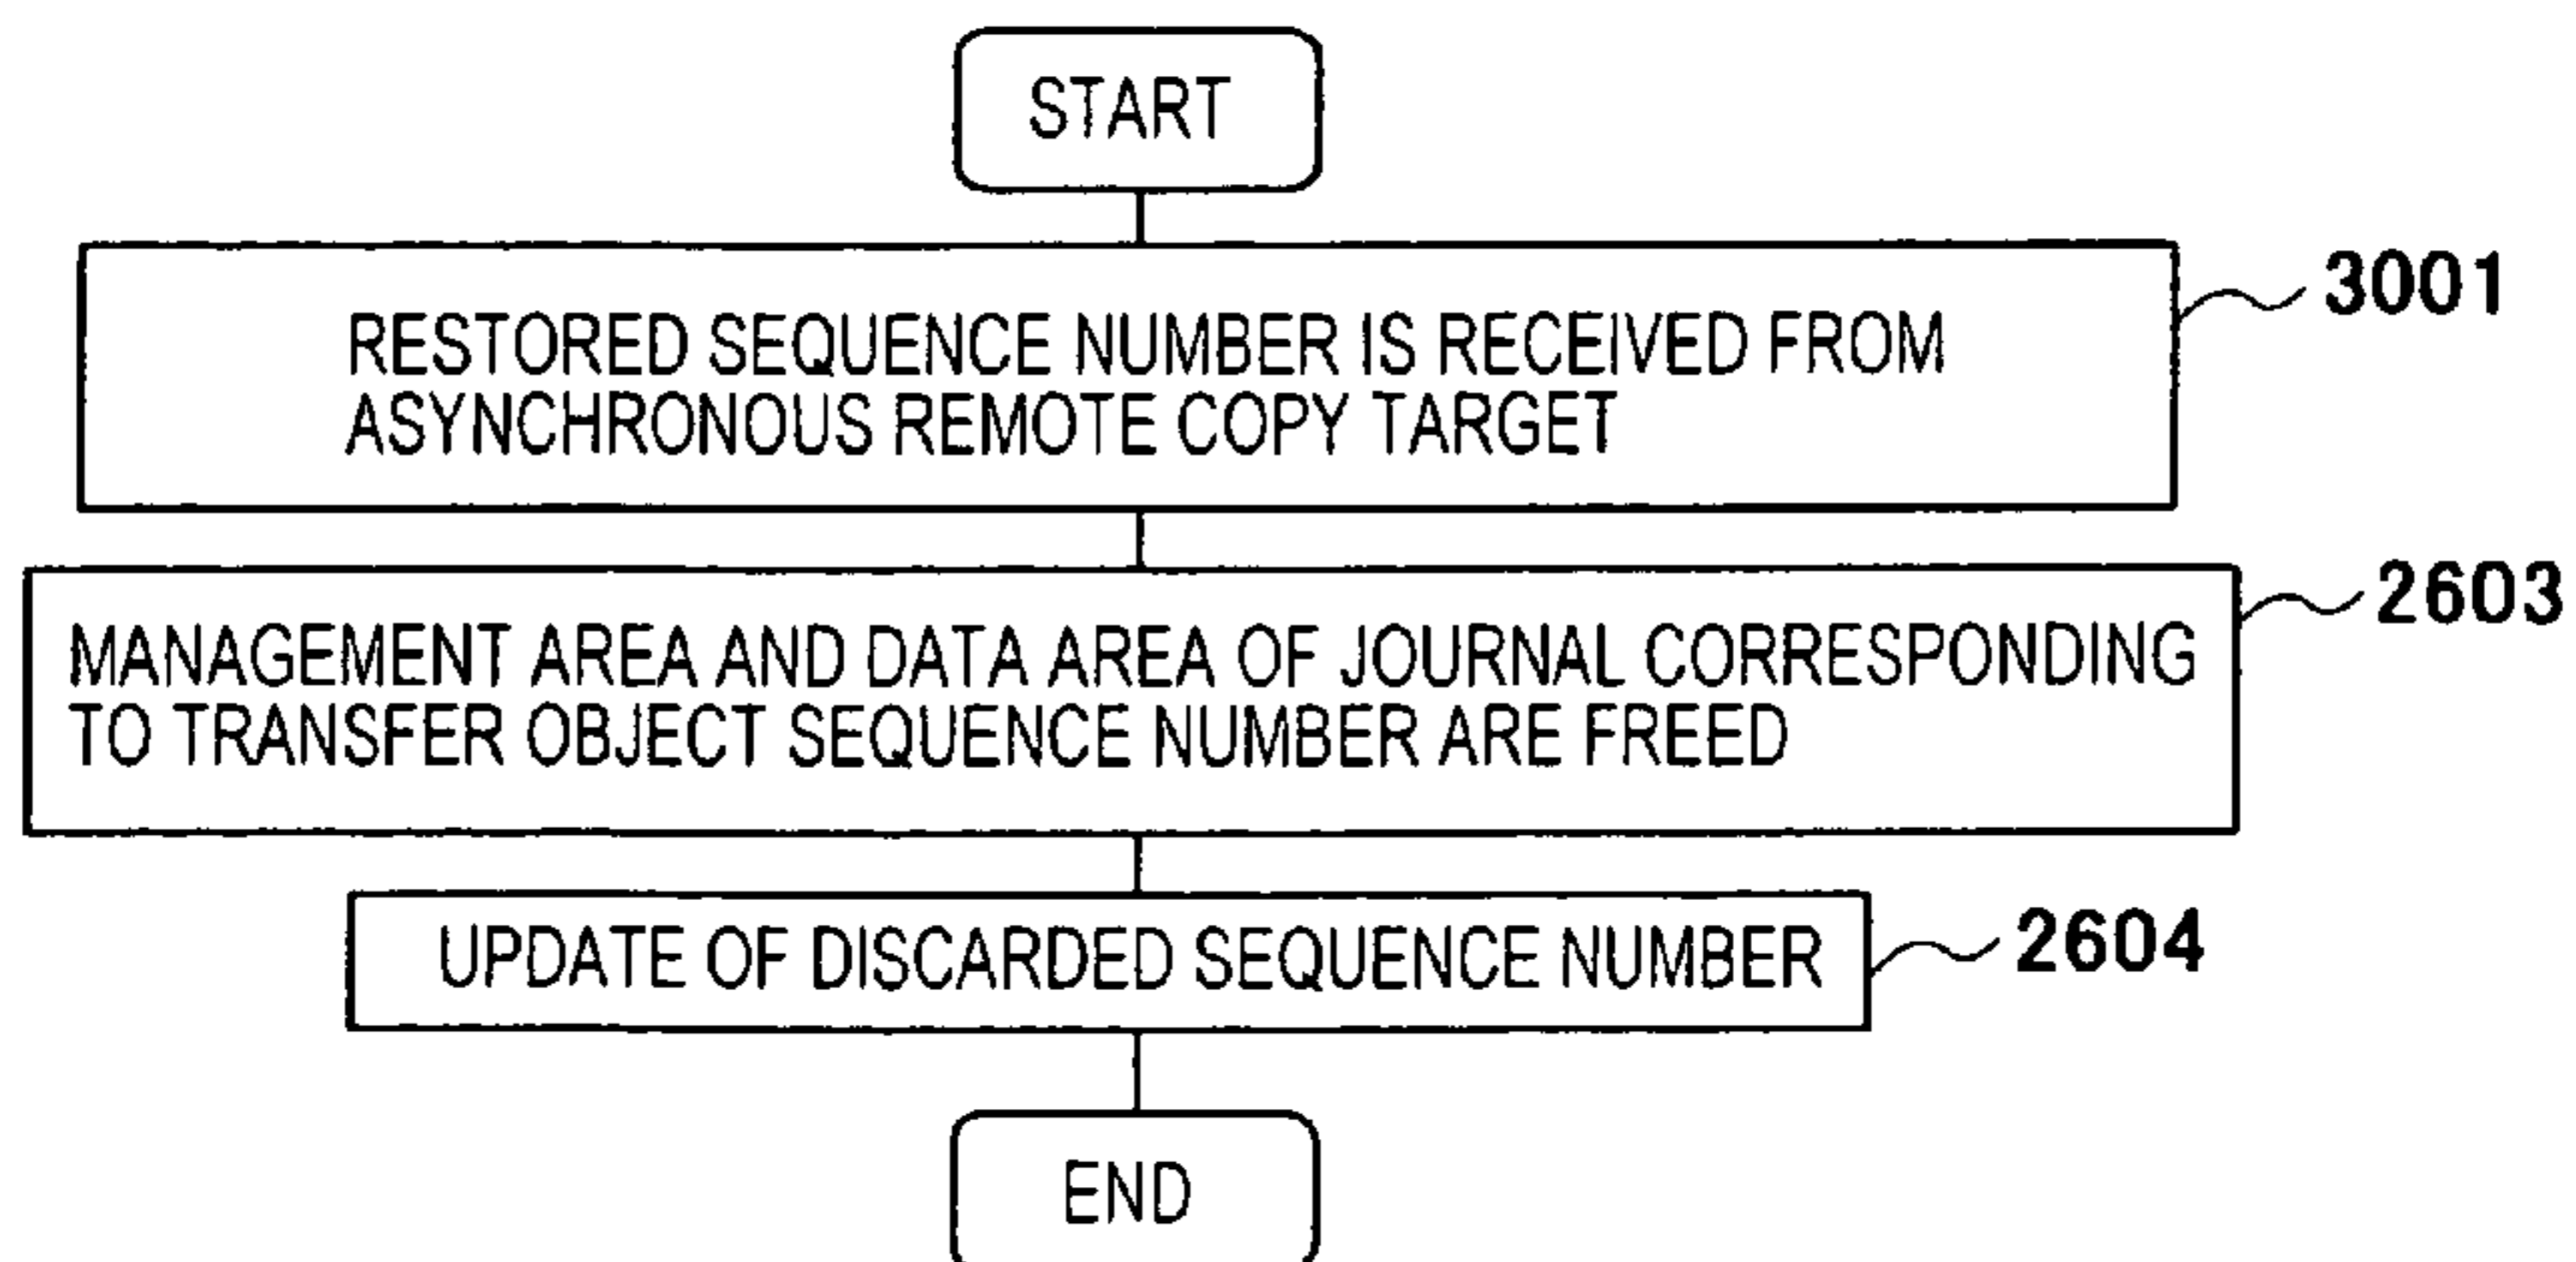 START
RESTORED SEQUENCE NUMBER IS RECEIVED FROM
ASYNCHRONOUS REMOTE COPY TARGET
3001
MANAGEMENT AREA AND DATA AREA OF JOURNAL CORRESPONDING
TO TRANSFER OBJECT SEQUENCE NUMBER ARE FREED
2603
UPDATE OF DISCARDED SEQUENCE NUMBER
2604
END